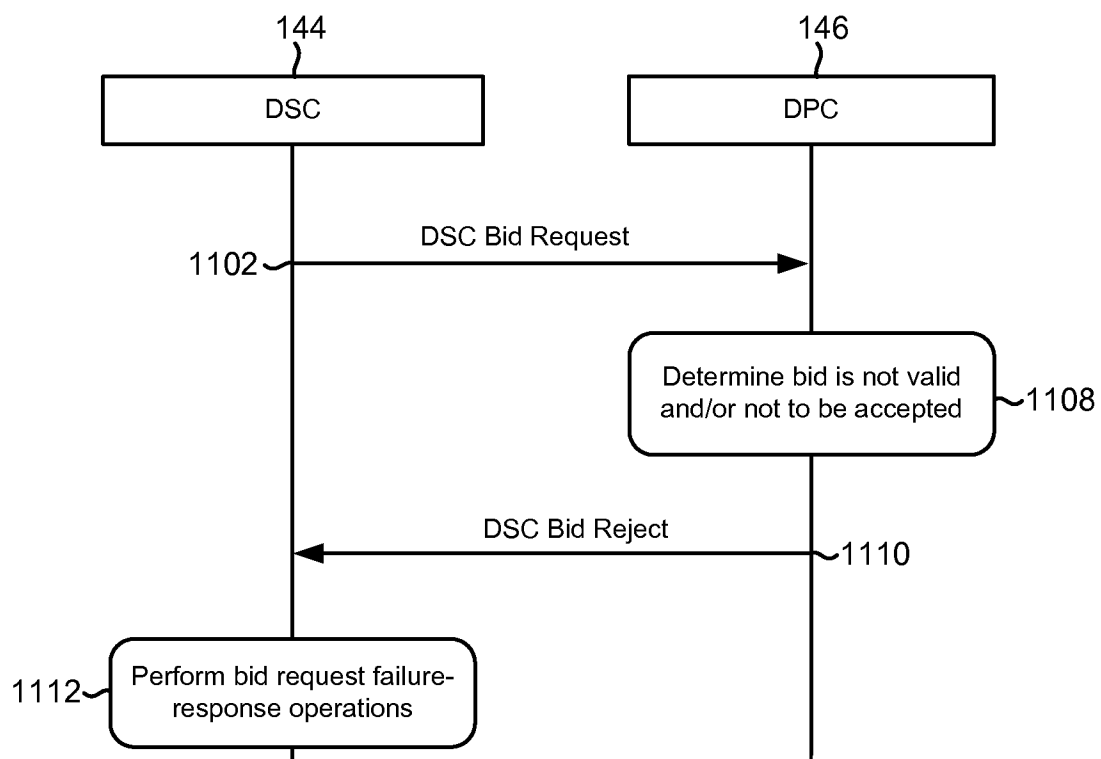 144
146
DSC
DPC
DSC Bid Request
1102
Determine bid is not valid
and/or not to be accepted
1108
DSC Bid Reject
1110
Perform bid request failure-
response operations
1112